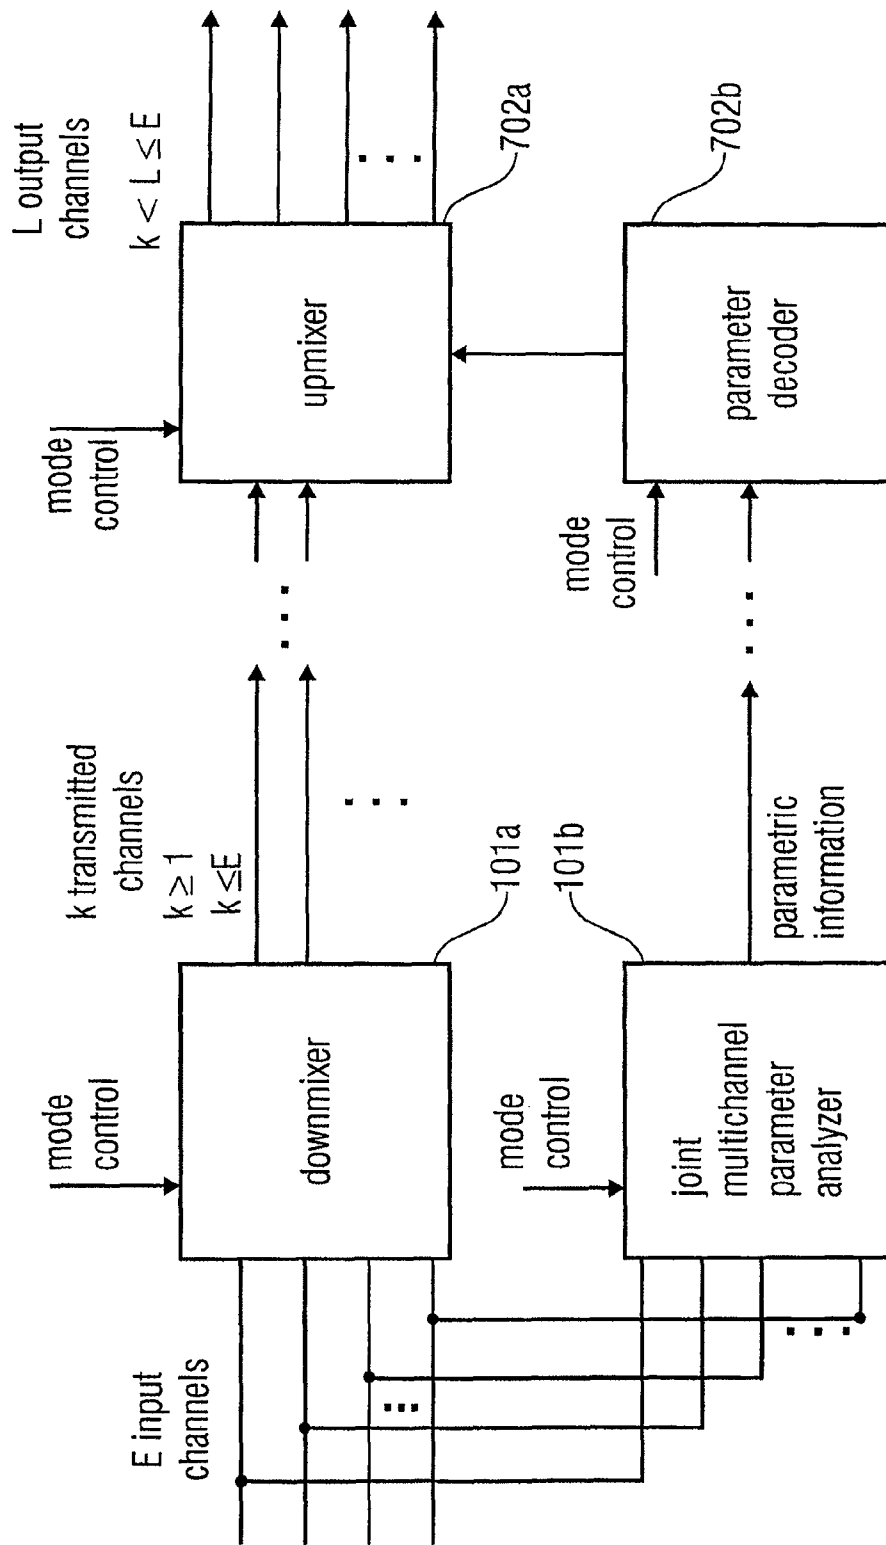 E input
channels
mode
control
downmixer
101a
k transmitted
channels
k ≥ 1
k ≤E
mode
control
upmixer
702a
L output
channels
k < L ≤ E
mode
control
joint
multichannel
parameter
analyzer
101b
parametric
information
mode
control
parameter
decoder
702b